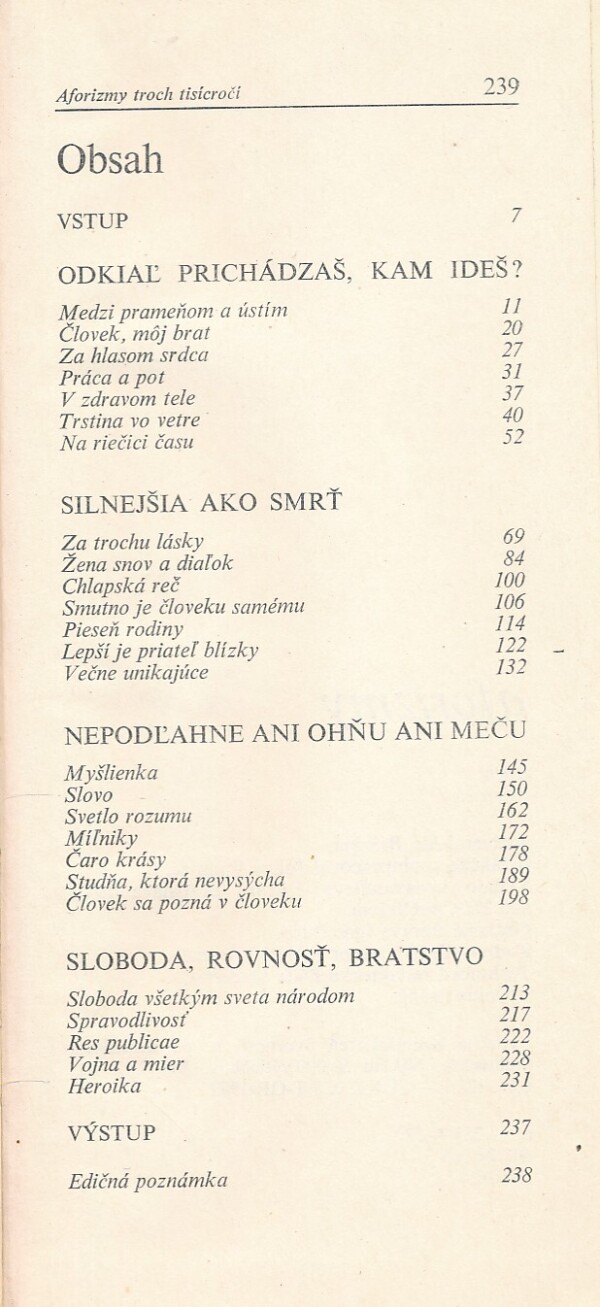 Aforizmy troch tisícročí 239
Obsah
VSTUP 7
ODKIAĽ PRICHÁDZAŠ, KAM IDEŠ?
Medzi prameňom a ústím 11
Človek, môj brat 20
Za hlasom srdca 27
Práca a pot 31
V zdravom tele 37
Trstina vo vetre 40
Na riečici času 52
SILNEJŠIA AKO SMRŤ
Za trochu lásky 69
Žena snov a diaľok 84
Chlapská reč 100
Smutno je človeku samému 106
Pieseň rodiny 114
Lepší je priateľ blízky 122
Večne unikajúce 132
NEPODĽAHNE ANI OHŇU ANI MEČU
Myšlienka 145
Slovo 150
Svetlo rozumu 162
Míľniky 172
Čaro krásy 178
Studňa, ktorá nevysýcha 189
Človek sa pozná v človeku 198
SLOBODA, ROVNOSŤ, BRATSTVO
Sloboda všetkým sveta národom 213
Spravodlivosť 217
Res publicae 222
Vojna a mier 228
Heroika 231
VÝSTUP 237
Edičná poznámka 238